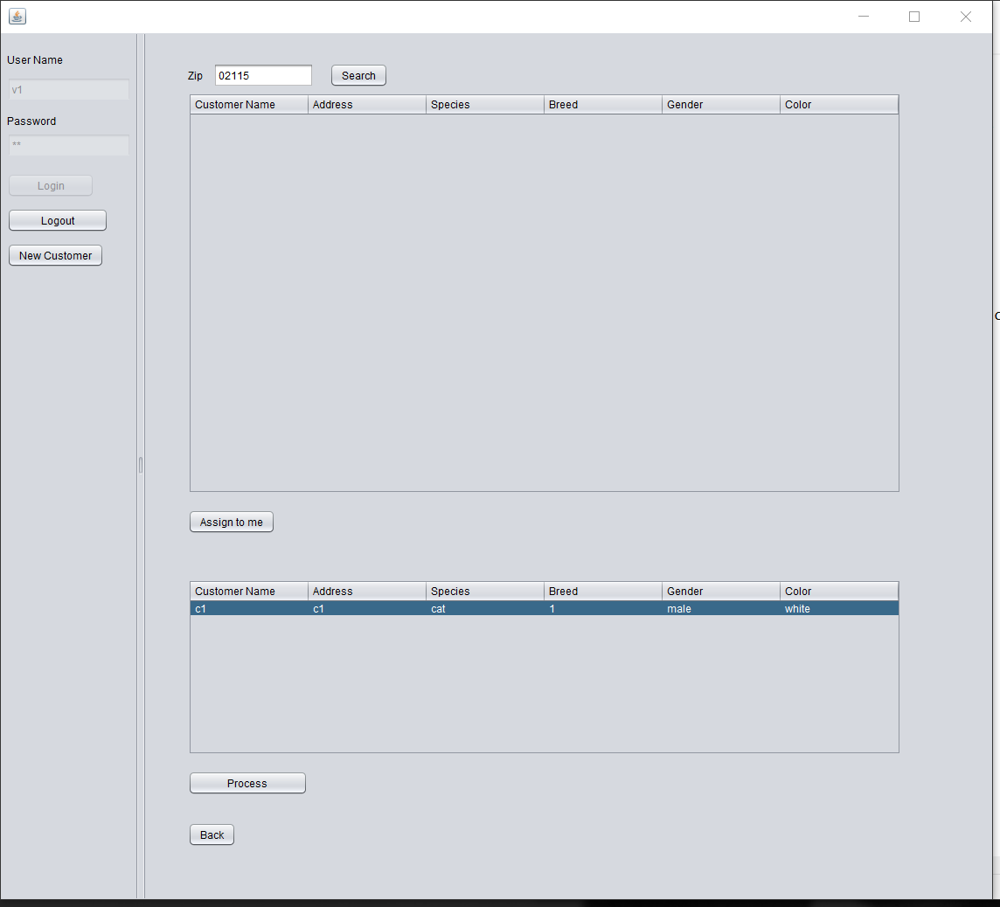 User Name
v1
Password
**
Login
Logout
New Customer
Zip 02115 Search
Customer Name Address Species Breed Gender Color
Assign to me
Customer Name Address Species Breed Gender Color
c1 c1 cat 1 male white
Process
Back